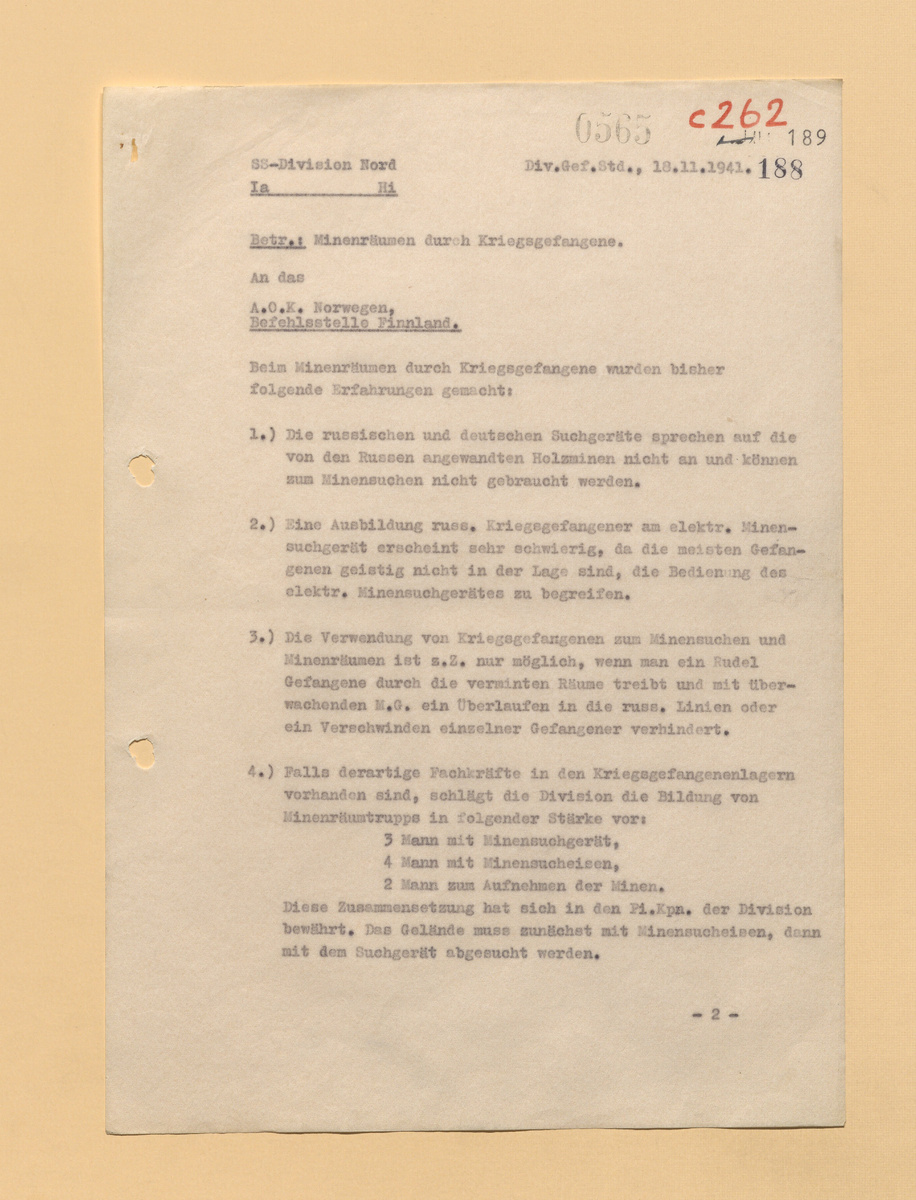 0565 c262
189
SS-Division Nord Div.Gef.Std., 18.11.1941. 188
Ia Hi
Betr.: Minenräumen durch Kriegsgefangene.
An das
A.O.K. Norwegen,
Befehlsstelle Finnland.
Beim Minenräumen durch Kriegsgefangene wurden bisher
folgende Erfahrungen gemacht:
1.) Die russischen und deutschen Suchgeräte sprechen auf die
von den Russen angewandten Holzminen nicht an und können
zum Minensuchen nicht gebraucht werden.
2.) Eine Ausbildung russ. Kriegsgefangener am elektr. Minen-
suchgerät erscheint sehr schwierig, da die meisten Gefan-
genen geistig nicht in der Lage sind, die Bedienung des
elektr. Minensuchgerätes zu begreifen.
3.) Die Verwendung von Kriegsgefangenen zum Minensuchen und
Minenräumen ist z.Z. nur möglich, wenn man ein Rudel
Gefangene durch die verminten Räume treibt und mit über-
wachenden M.G. ein Überlaufen in die russ. Linien oder
ein Verschwinden einzelner Gefangener verhindert.
4.) Falls derartige Fachkräfte in den Kriegsgefangenenlagern
vorhanden sind, schlägt die Division die Bildung von
Minenräumtrupps in folgender Stärke vor:
3 Mann mit Minensuchgerät,
4 Mann mit Minensucheisen,
2 Mann zum Aufnehmen der Minen.
Diese Zusammensetzung hat sich in den Pi.Kpn. der Division
bewährt. Das Gelände muss zunächst mit Minensucheisen, dann
mit dem Suchgerät abgesucht werden.
- 2 -